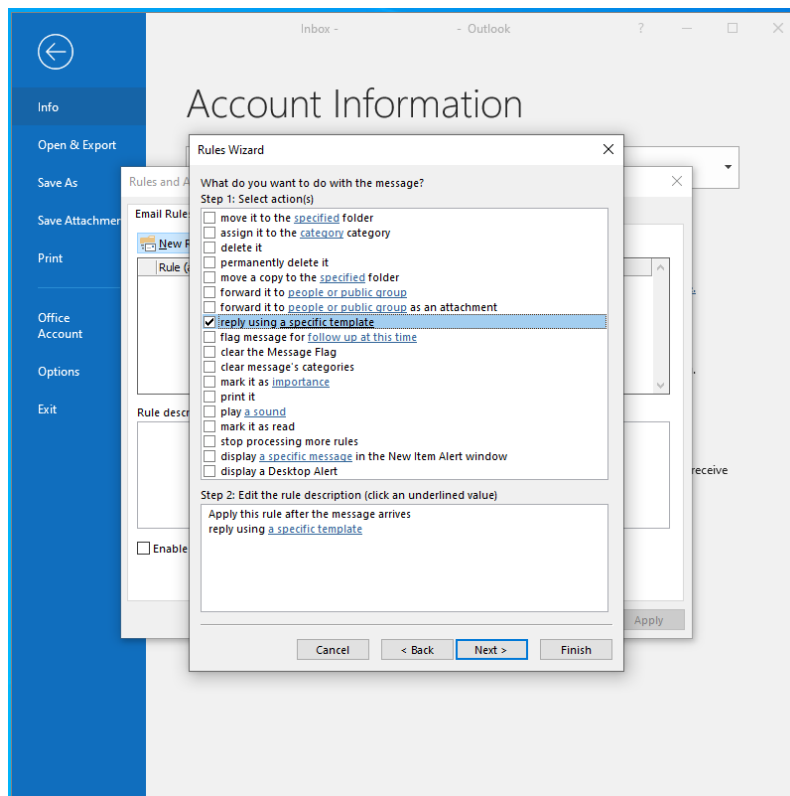 Inbox - - Outlook
?
Info
Open & Export
Save As
Save Attachmer
Print
Office
Account
Options
Exit
Account Information
Rules and A
Email Rule
New R
Rule (a
Rule descr
Enable
Apply
receive
Rules Wizard
What do you want to do with the message?
Step 1: Select action(s)
move it to the specified folder
assign it to the category category
delete it
permanently delete it
move a copy to the specified folder
forward it to people or public group
forward it to people or public group as an attachment
reply using a specific template
flag message for follow up at this time
clear the Message Flag
clear message's categories
mark it as importance
print it
play a sound
mark it as read
stop processing more rules
display a specific message in the New Item Alert window
display a Desktop Alert
Step 2: Edit the rule description (click an underlined value)
Apply this rule after the message arrives
reply using a specific template
Cancel
< Back
Next >
Finish